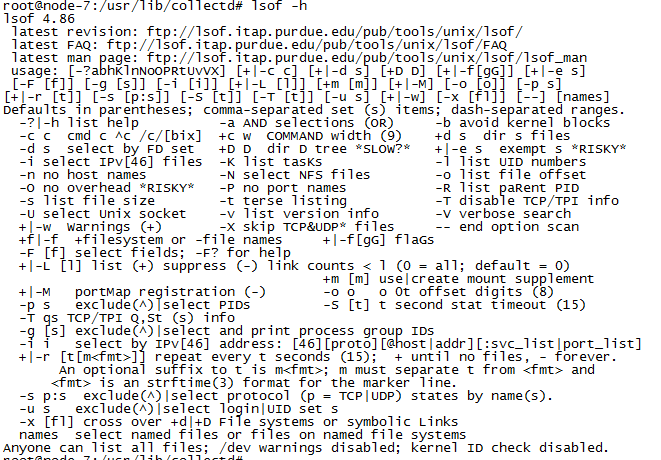 root@node-7:/usr/lib/collectd# lsof -h
lsof 4.86
 latest revision: ftp://lsof.itap.purdue.edu/pub/tools/unix/lsof/
 latest FAQ: ftp://lsof.itap.purdue.edu/pub/tools/unix/lsof/FAQ
 latest man page: ftp://lsof.itap.purdue.edu/pub/tools/unix/lsof/lsof_man
 usage: [-?abhKlnNoOPRtUvVX] [+|-c c] [+|-d s] [+D D] [+|-f[gG]] [+|-e s]
 [-F [f]] [-g [s]] [-i [i]] [+|-L [l]] [+m [m]] [+|-M] [-o [o]] [-p s]
[+|-r [t]] [-s [p:s]] [-S [t]] [-T [t]] [-u s] [+|-w] [-x [fl]] [--] [names]
Defaults in parentheses; comma-separated set (s) items; dash-separated ranges.
  -?|-h list help          -a AND selections (OR)     -b avoid kernel blocks
  -c c  cmd c ^c /c/[bix]  +c w  COMMAND width (9)    +d s  dir s files
  -d s  select by FD set   +D D  dir D tree *SLOW?*   +|-e s  exempt s *RISKY*
  -i select IPv[46] files  -K list tasKs              -l list UID numbers
  -n no host names         -N select NFS files        -o list file offset
  -O no overhead *RISKY*   -P no port names           -R list paRent PID
  -s list file size        -t terse listing           -T disable TCP/TPI info
  -U select Unix socket    -v list version info       -V verbose search
  +|-w  Warnings (+)       -X skip TCP&UDP* files     -- end option scan
  +f|-f  +filesystem or -file names     +|-f[gG] flaGs
  -F [f] select fields; -F? for help
  +|-L [l] list (+) suppress (-) link counts < l (0 = all; default = 0)
                                        +m [m] use|create mount supplement
  +|-M   portMap registration (-)       -o o   o 0t offset digits (8)
  -p s   exclude(^)|select PIDs         -S [t] t second stat timeout (15)
  -T qs TCP/TPI Q,St (s) info
  -g [s] exclude(^)|select and print process group IDs
  -i i   select by IPv[46] address: [46][proto][@host|addr][:svc_list|port_list]
  +|-r [t[m<fmt>]] repeat every t seconds (15);  + until no files, - forever.
       An optional suffix to t is m<fmt>; m must separate t from <fmt> and
      <fmt> is an strftime(3) format for the marker line.
  -s p:s  exclude(^)|select protocol (p = TCP|UDP) states by name(s).
  -u s   exclude(^)|select login|UID set s
  -x [fl] cross over +d|+D File systems or symbolic Links
  names  select named files or files on named file systems
Anyone can list all files; /dev warnings disabled; kernel ID check disabled.
root@node-7:/usr/lib/collectd#